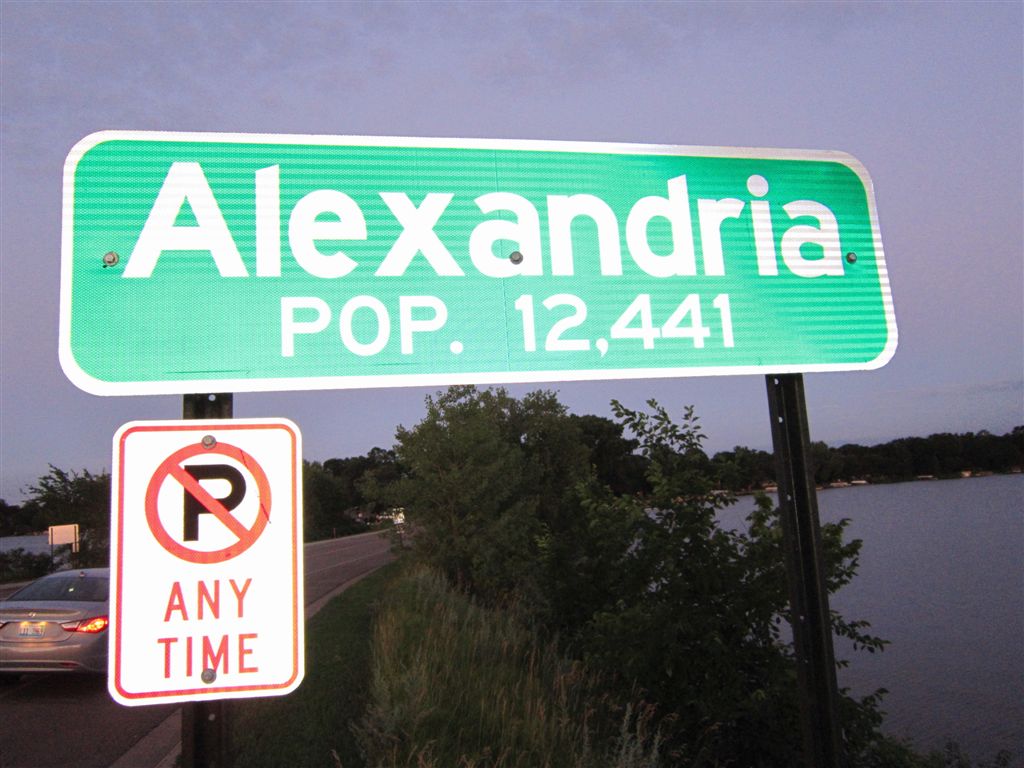 Alexandria
POP. 12,441
P
ANY
TIME